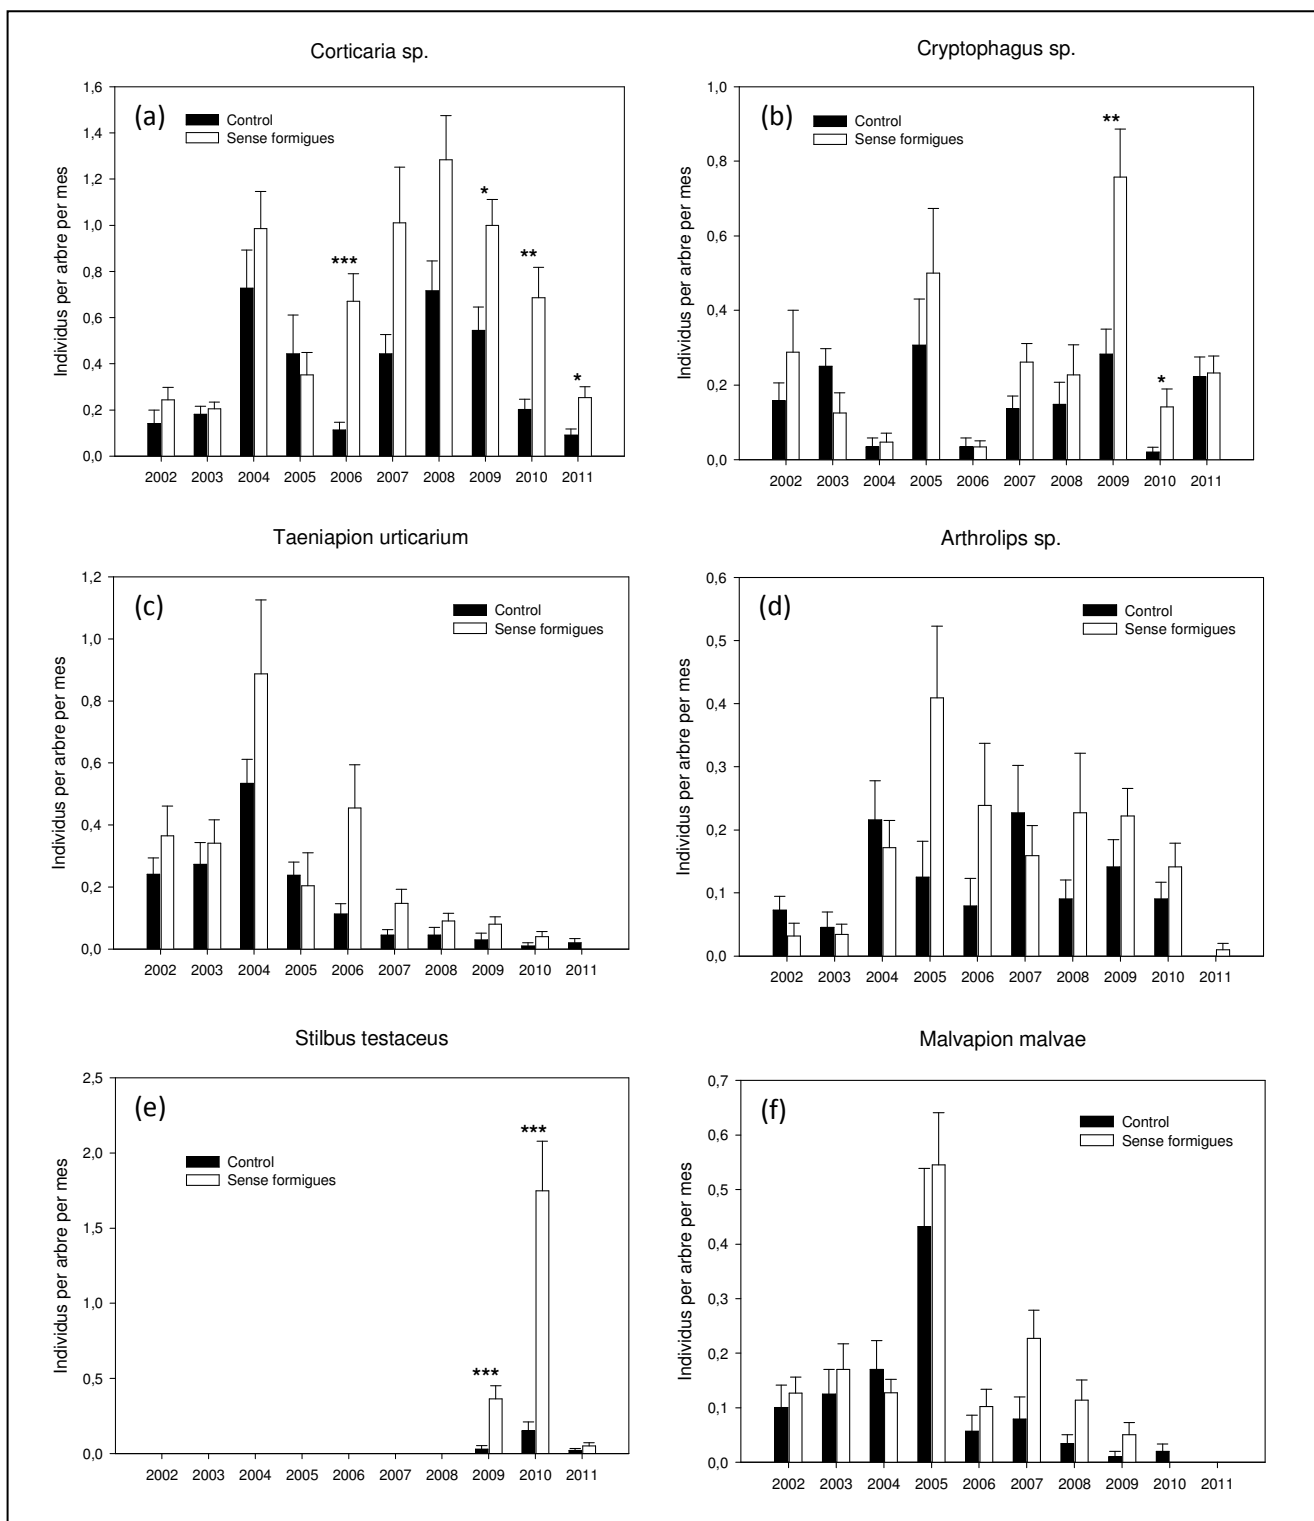 Corticaria sp.
(a)
Control
Sense formigues
Individus per arbre per mes
1,6
1,4
1,2
1,0
0,8
0,6
0,4
0,2
0,0
***
*
**
*
2002 2003 2004 2005 2006 2007 2008 2009 2010 2011
Cryptophagus sp.
(b)
Control
Sense formigues
Individus per arbre per mes
1,0
0,8
0,6
0,4
0,2
0,0
**
*
2002 2003 2004 2005 2006 2007 2008 2009 2010 2011
Taeniapion urticarium
(c)
Control
Sense formigues
Individus per arbre per mes
1,2
1,0
0,8
0,6
0,4
0,2
0,0
2002 2003 2004 2005 2006 2007 2008 2009 2010 2011
Arthrolips sp.
(d)
Control
Sense formigues
Individus per arbre per mes
0,6
0,5
0,4
0,3
0,2
0,1
0,0
2002 2003 2004 2005 2006 2007 2008 2009 2010 2011
Stilbus testaceus
(e)
Control
Sense formigues
Individus per arbre per mes
2,5
2,0
1,5
1,0
0,5
0,0
***
***
2002 2003 2004 2005 2006 2007 2008 2009 2010 2011
Malvapion malvae
(f)
Control
Sense formigues
Individus per arbre per mes
0,7
0,6
0,5
0,4
0,3
0,2
0,1
0,0
2002 2003 2004 2005 2006 2007 2008 2009 2010 2011